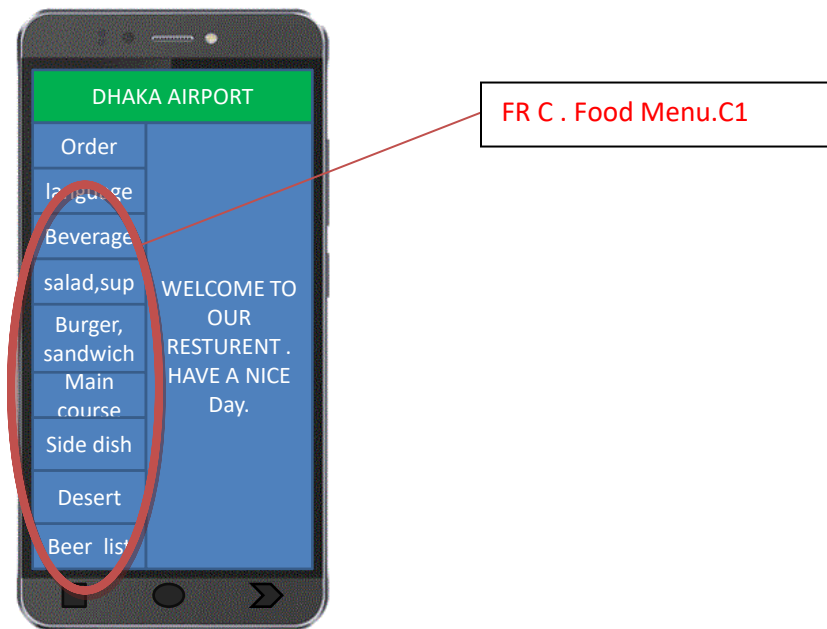 DHAKA AIRPORT
FR C . Food Menu.C1
Order
language
Beverage
salad,sup
Burger,
sandwich
Main
course
Side dish
Desert
Beer list
WELCOME TO
OUR
RESTURENT .
HAVE A NICE
Day.